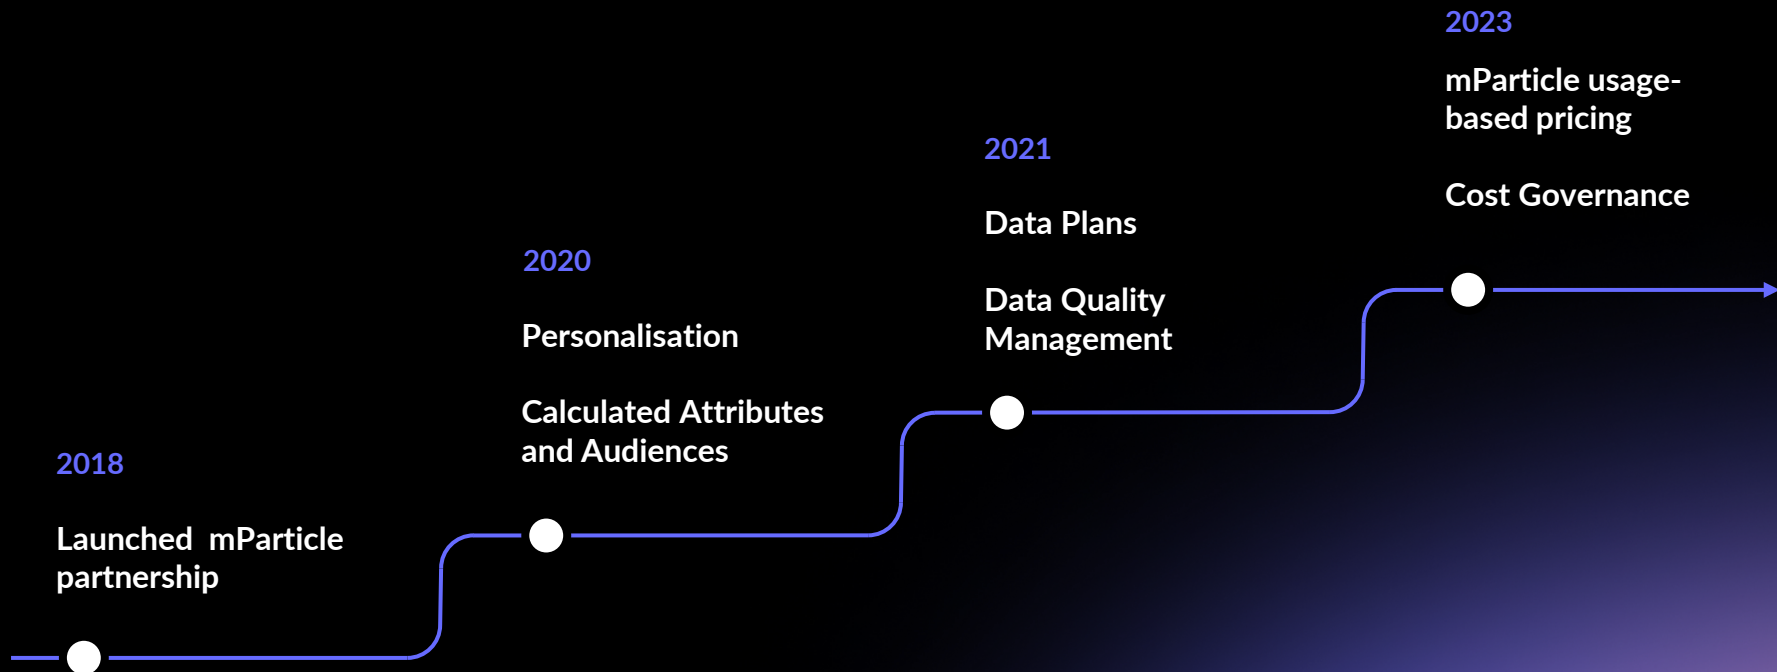 2018
Launched  mParticle
partnership
2020
Personalisation
Calculated Attributes
and Audiences
2021
Data Plans
Data Quality
Management
2023
mParticle usage-
based pricing
Cost Governance